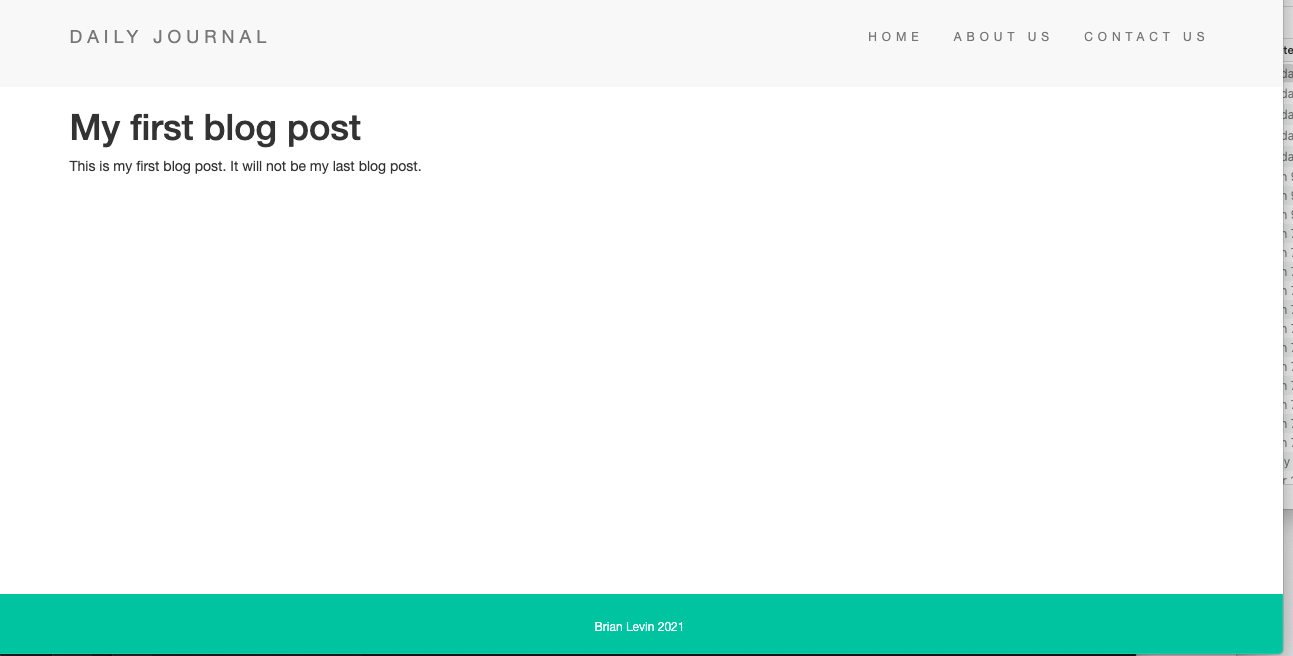 DAILY JOURNAL
HOME ABOUT US CONTACT US
My first blog post
This is my first blog post. It will not be my last blog post.
Brian Levin 2021